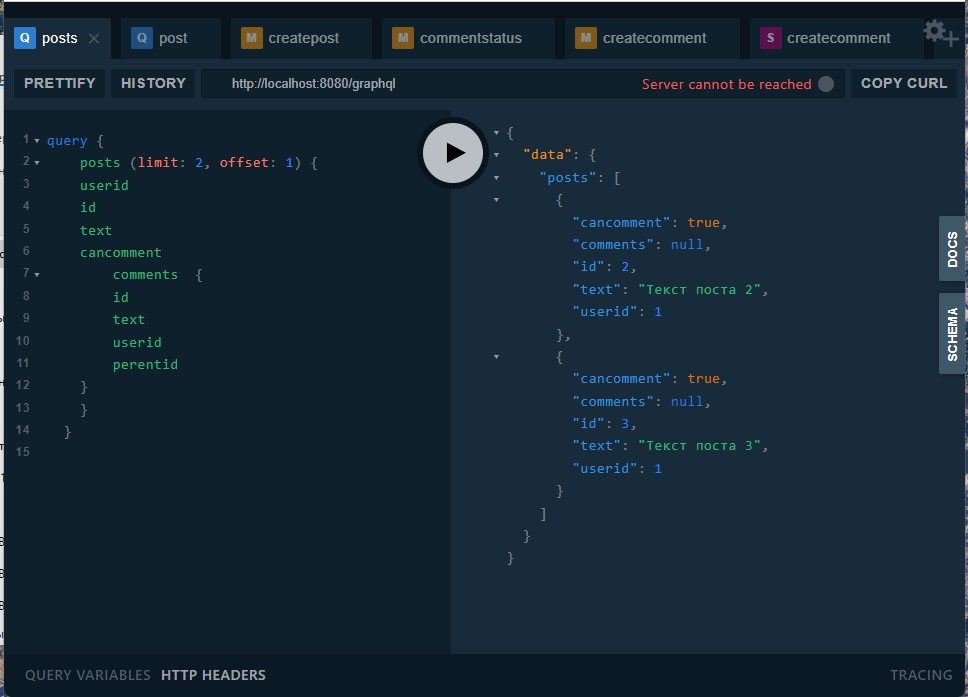 Q posts × Q post M createpost M commentstatus M createcomment S createcomment +
PRETTIFY HISTORY http://localhost:8080/graphql Server cannot be reached COPY CURL
1 query {
2 posts (limit: 2, offset: 1) {
3 userid
4 id
5 text
6 cancomment
7 comments {
8 id
9 text
10 userid
11 perentid
12 }
13 }
14 }
15
{
"data": {
"posts": [
{
"cancomment": true,
"comments": null,
"id": 2,
"text": "Текст поста 2",
"userid": 1
},
{
"cancomment": true,
"comments": null,
"id": 3,
"text": "Текст поста 3",
"userid": 1
}
]
}
}
DOCS
SCHEMA
QUERY VARIABLES HTTP HEADERS TRACING